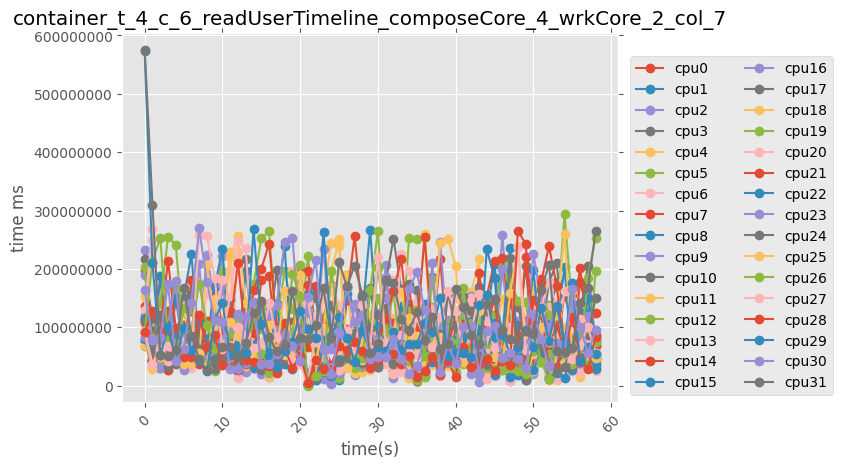 container_t_4_c_6_readUserTimeline_composeCore_4_wrkCore_2_col_7
600000000
500000000
400000000
300000000
200000000
100000000
0
time ms
0
10
20
30
40
50
60
time(s)
cpu0
cpu1
cpu2
cpu3
cpu4
cpu5
cpu6
cpu7
cpu8
cpu9
cpu10
cpu11
cpu12
cpu13
cpu14
cpu15
cpu16
cpu17
cpu18
cpu19
cpu20
cpu21
cpu22
cpu23
cpu24
cpu25
cpu26
cpu27
cpu28
cpu29
cpu30
cpu31